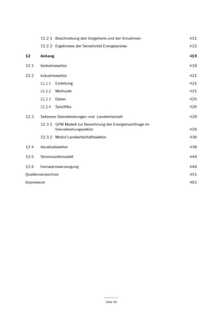 11.2.1 Beschreibung des Vorgehens und der Annahmen 411
11.2.2 Ergebnisse der Sensitivität Energiepreise 412
12 Anhang 419
12.1 Verkehrssektor 419
12.2 Industriesektor 421
12.2.1 Einleitung 421
12.2.2 Methodik 421
12.2.3 Daten 425
12.2.4 Spezifika 426
12.3 Sektoren Dienstleistungen und Landwirtschaft 429
12.3.1 GPM Modell zur Berechnung der Energienachfrage im
Dienstleistungssektor 429
12.3.2 Modul Landwirtschaftssektor 436
12.4 Haushaltssektor 438
12.5 Strommarktmodell 444
12.6 Fernwärmeerzeugung 448
Quellenverzeichnis 451
Impressum 461